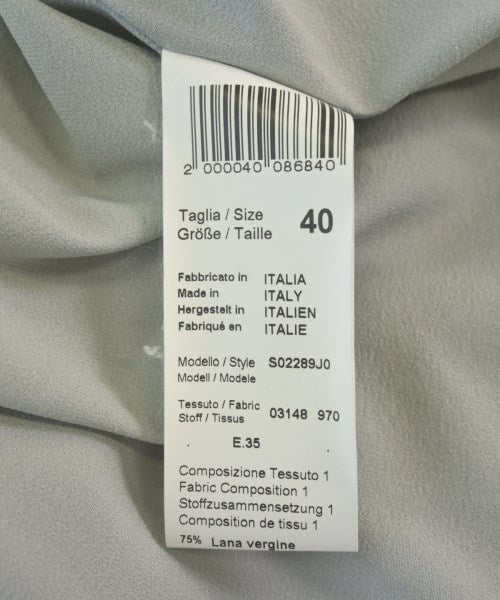 2 000040 086840
Taglia / Size 40
Größe / Taille
Fabbricato in ITALIA
Made in ITALY
Hergestelt in ITALIEN
Fabriqué en ITALIE
Modello / Style S02289J0
Modell / Modele
Tessuto / Fabric 03148 970
Stoff / Tissus
E.35
Composizione Tessuto 1
Fabric Composition 1
Stoffzusammensetzung 1
Composition de tissu 1
75% Lana vergine